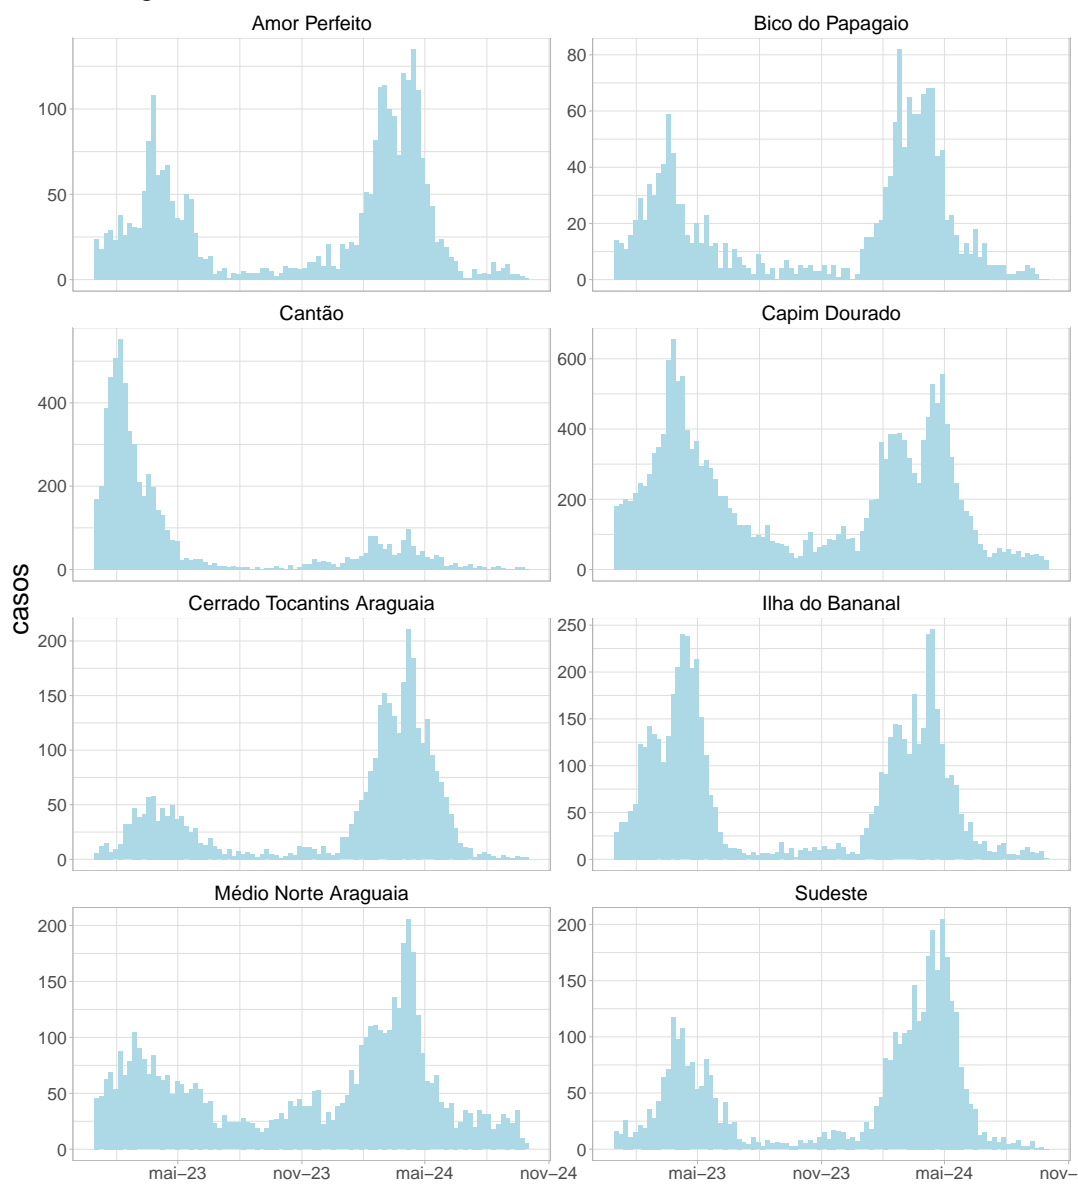 Amor Perfeito
Bico do Papagaio
100
50
0
80
60
40
20
0
Cantão
Capim Dourado
400
200
0
600
400
200
0
casos
Cerrado Tocantins Araguaia
Ilha do Bananal
200
150
100
50
0
250
200
150
100
50
0
Médio Norte Araguaia
Sudeste
200
150
100
50
0
200
150
100
50
0
mai–23
nov–23
mai–24
nov–24
mai–23
nov–23
mai–24
nov–